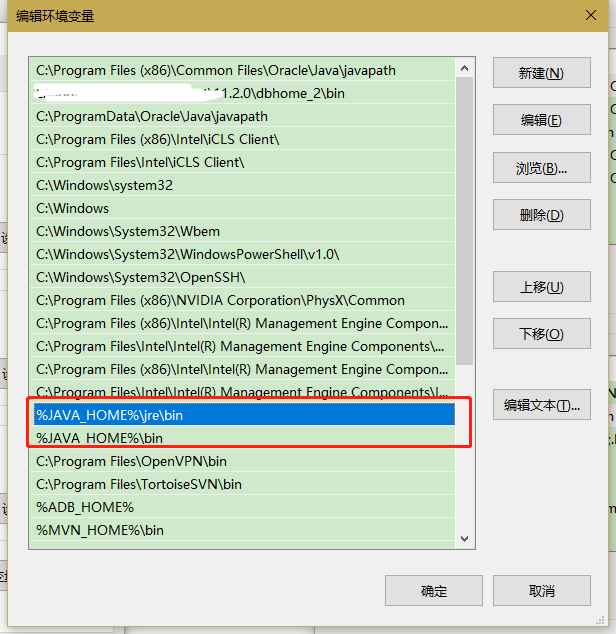 编辑环境变量
C:\Program Files (x86)\Common Files\Oracle\Java\javapath
\11.2.0\dbhome_2\bin
C:\ProgramData\Oracle\Java\javapath
C:\Program Files (x86)\Intel\iCLS Client\
C:\Program Files\Intel\iCLS Client\
C:\Windows\system32
C:\Windows
C:\Windows\System32\Wbem
C:\Windows\System32\WindowsPowerShell\v1.0\
C:\Windows\System32\OpenSSH\
C:\Program Files (x86)\NVIDIA Corporation\PhysX\Common
C:\Program Files (x86)\Intel\Intel(R) Management Engine Compon...
C:\Program Files\Intel\Intel(R) Management Engine Components\...
C:\Program Files (x86)\Intel\Intel(R) Management Engine Compon...
C:\Program Files\Intel\Intel(R) Management Engine Components\I...
%JAVA_HOME%\jre\bin
%JAVA_HOME%\bin
C:\Program Files\OpenVPN\bin
C:\Program Files\TortoiseSVN\bin
%ADB_HOME%
%MVN_HOME%\bin
新建(N)
编辑(E)
浏览(B)...
删除(D)
上移(U)
下移(O)
编辑文本(T)...
确定
取消